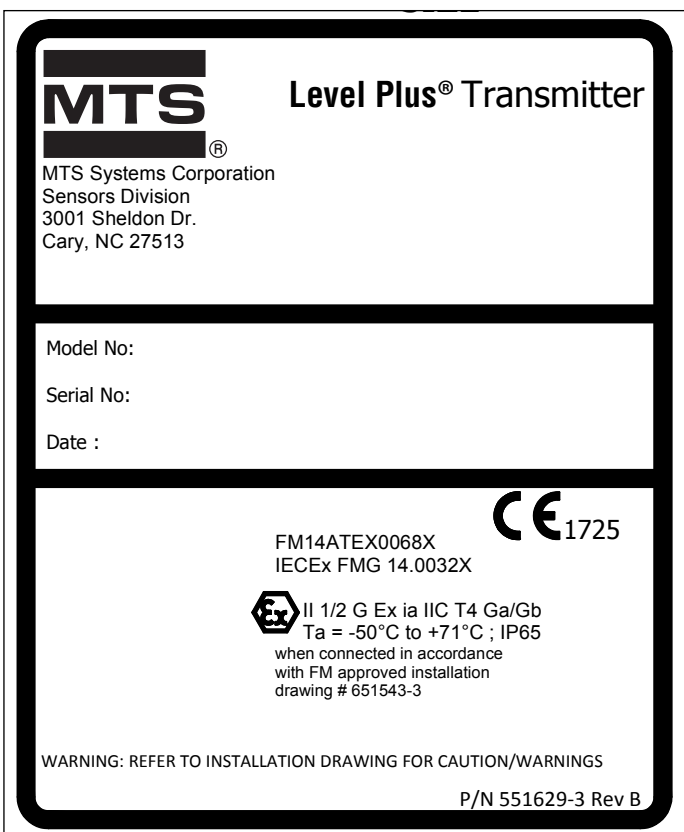 MTS®
Level Plus® Transmitter
MTS Systems Corporation
Sensors Division
3001 Sheldon Dr.
Cary, NC 27513
Model No:
Serial No:
Date :
CE 1725
FM14ATEX0068X
IECEx FMG 14.0032X
Ex II 1/2 G Ex ia IIC T4 Ga/Gb
Ta = -50°C to +71°C ; IP65
when connected in accordance
with FM approved installation
drawing # 651543-3
WARNING: REFER TO INSTALLATION DRAWING FOR CAUTION/WARNINGS
P/N 551629-3 Rev B